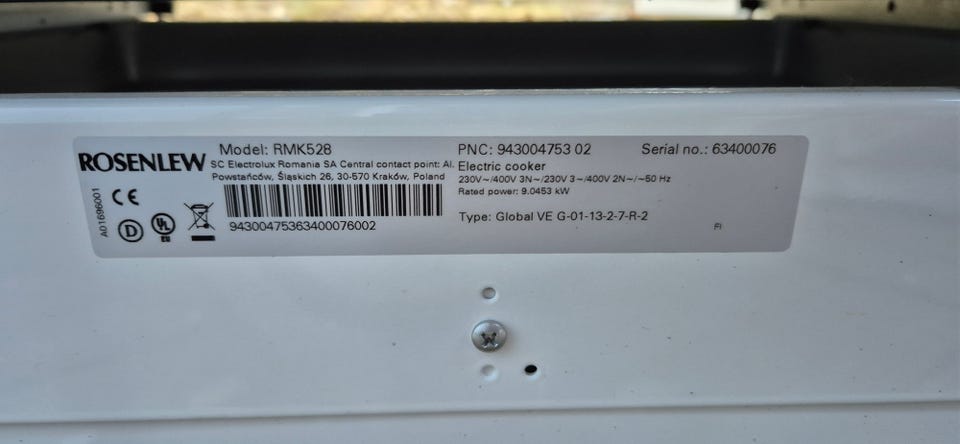 ROSENLEW
Model: RMK528
SC Electrolux Romania SA Central contact point: Al.
Powstańców, Śląskich 26, 30-570 Kraków, Poland
94300475363400076002
A01696001
CE
D
UL
PNC: 943004753 02
Serial no.: 63400076
Electric cooker
230V~/400V 3N~/230V 3~/400V 2N~/~50 Hz
Rated power: 9.0453 kW
Type: Global VE G-01-13-2-7-R-2
FI